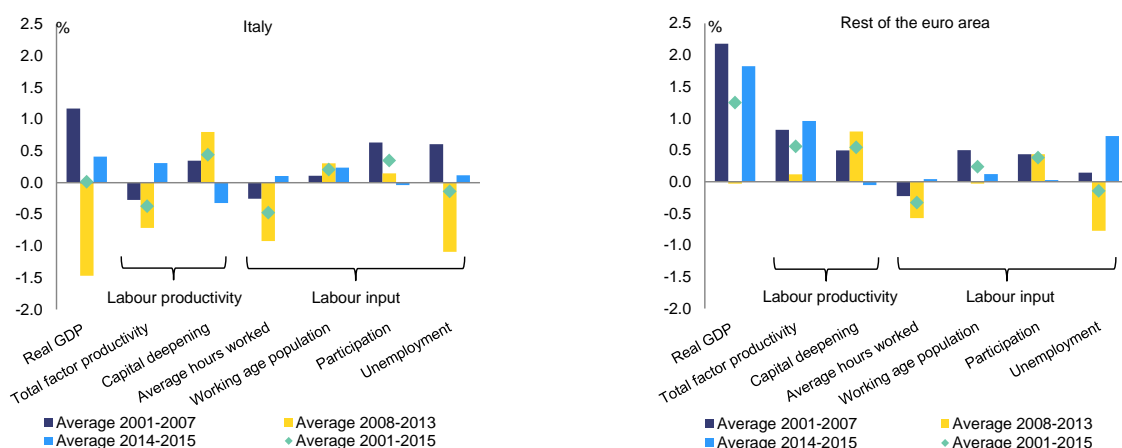 Italy
%
2.5
2.0
1.5
1.0
0.5
0.0
-0.5
-1.0
-1.5
-2.0
Labour productivity
Labour input
Real GDP
Total factor productivity
Capital deepening
Average hours worked
Working age population
Participation
Unemployment
Average 2001-2007
Average 2008-2013
Average 2014-2015
Average 2001-2015
Rest of the euro area
%
2.5
2.0
1.5
1.0
0.5
0.0
-0.5
-1.0
-1.5
-2.0
Labour productivity
Labour input
Real GDP
Total factor productivity
Capital deepening
Average hours worked
Working age population
Participation
Unemployment
Average 2001-2007
Average 2008-2013
Average 2014-2015
Average 2001-2015